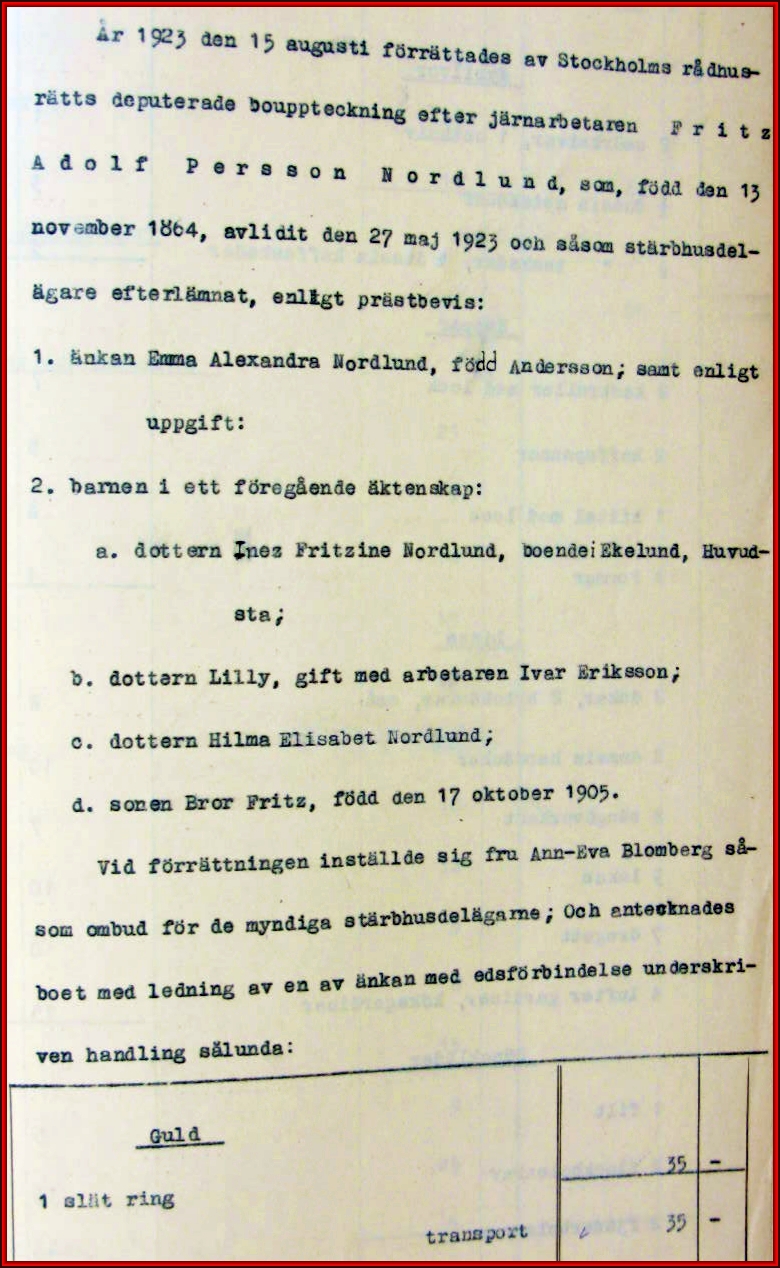 År 1923 den 15 augusti förrättades av Stockholms rådhus-
rätts deputerade bouppteckning efter järnarbetaren F r i t z
A d o l f P e r s s o n N o r d l u n d, som, född den 13
november 1864, avlidit den 27 maj 1923 och såsom stärbhusdel-
ägare efterlämnat, enligt prästbevis:
1. änkan Emma Alexandra Nordlund, född Andersson; samt enligt
uppgift:
2. barnen i ett föregående äktenskap:
a. dottern Inez Fritzine Nordlund, boende i Ekelund, Huvud-
sta;
b. dottern Lilly, gift med arbetaren Ivar Eriksson;
c. dottern Hilma Elisabet Nordlund;
d. sonen Bror Fritz, född den 17 oktober 1905.
Vid förrättningen inställde sig fru Ann-Eva Blomberg så-
som ombud för de myndiga stärbhusdelägarne; Och antecknades
boet med ledning av en av änkan med edsförbindelse underskri-
ven handling sålunda:
Guld
1 slät ring 35 -
transport 35 -